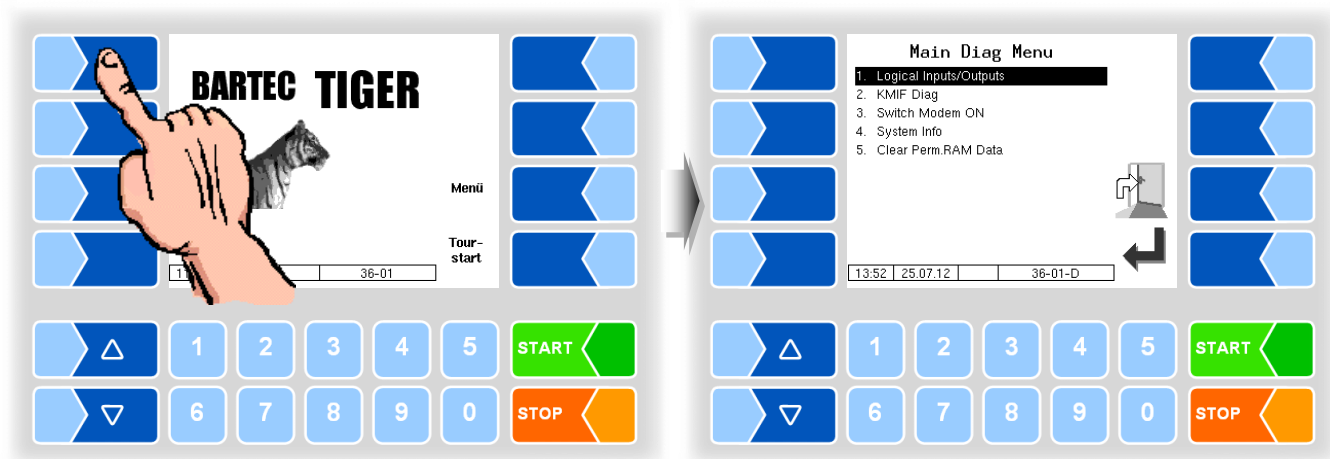 BARTEC TIGER
Menü
Tour-
start
36-01
1 2 3 4 5 START
6 7 8 9 0 STOP
Main Diag Menu
1. Logical Inputs/Outputs
2. KMIF Diag
3. Switch Modem ON
4. System Info
5. Clear Perm.RAM Data
13:52 25.07.12 36-01-D
1 2 3 4 5 START
6 7 8 9 0 STOP